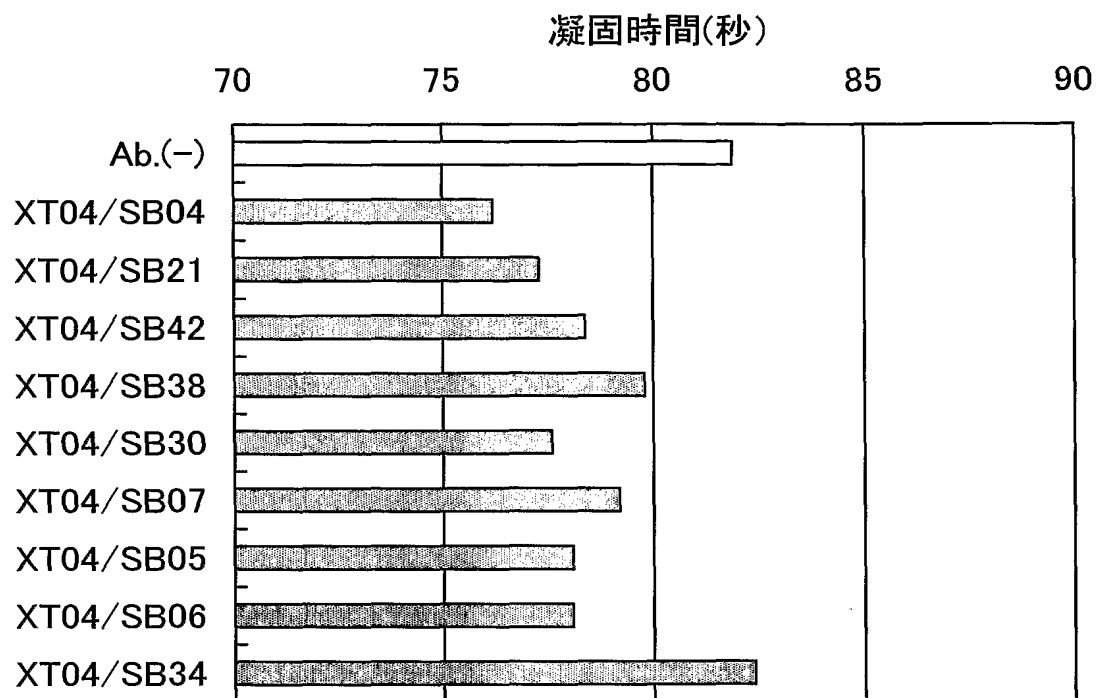 凝固時間(秒)
70 75 80 85 90
Ab.(-)
XT04/SB04
XT04/SB21
XT04/SB42
XT04/SB38
XT04/SB30
XT04/SB07
XT04/SB05
XT04/SB06
XT04/SB34